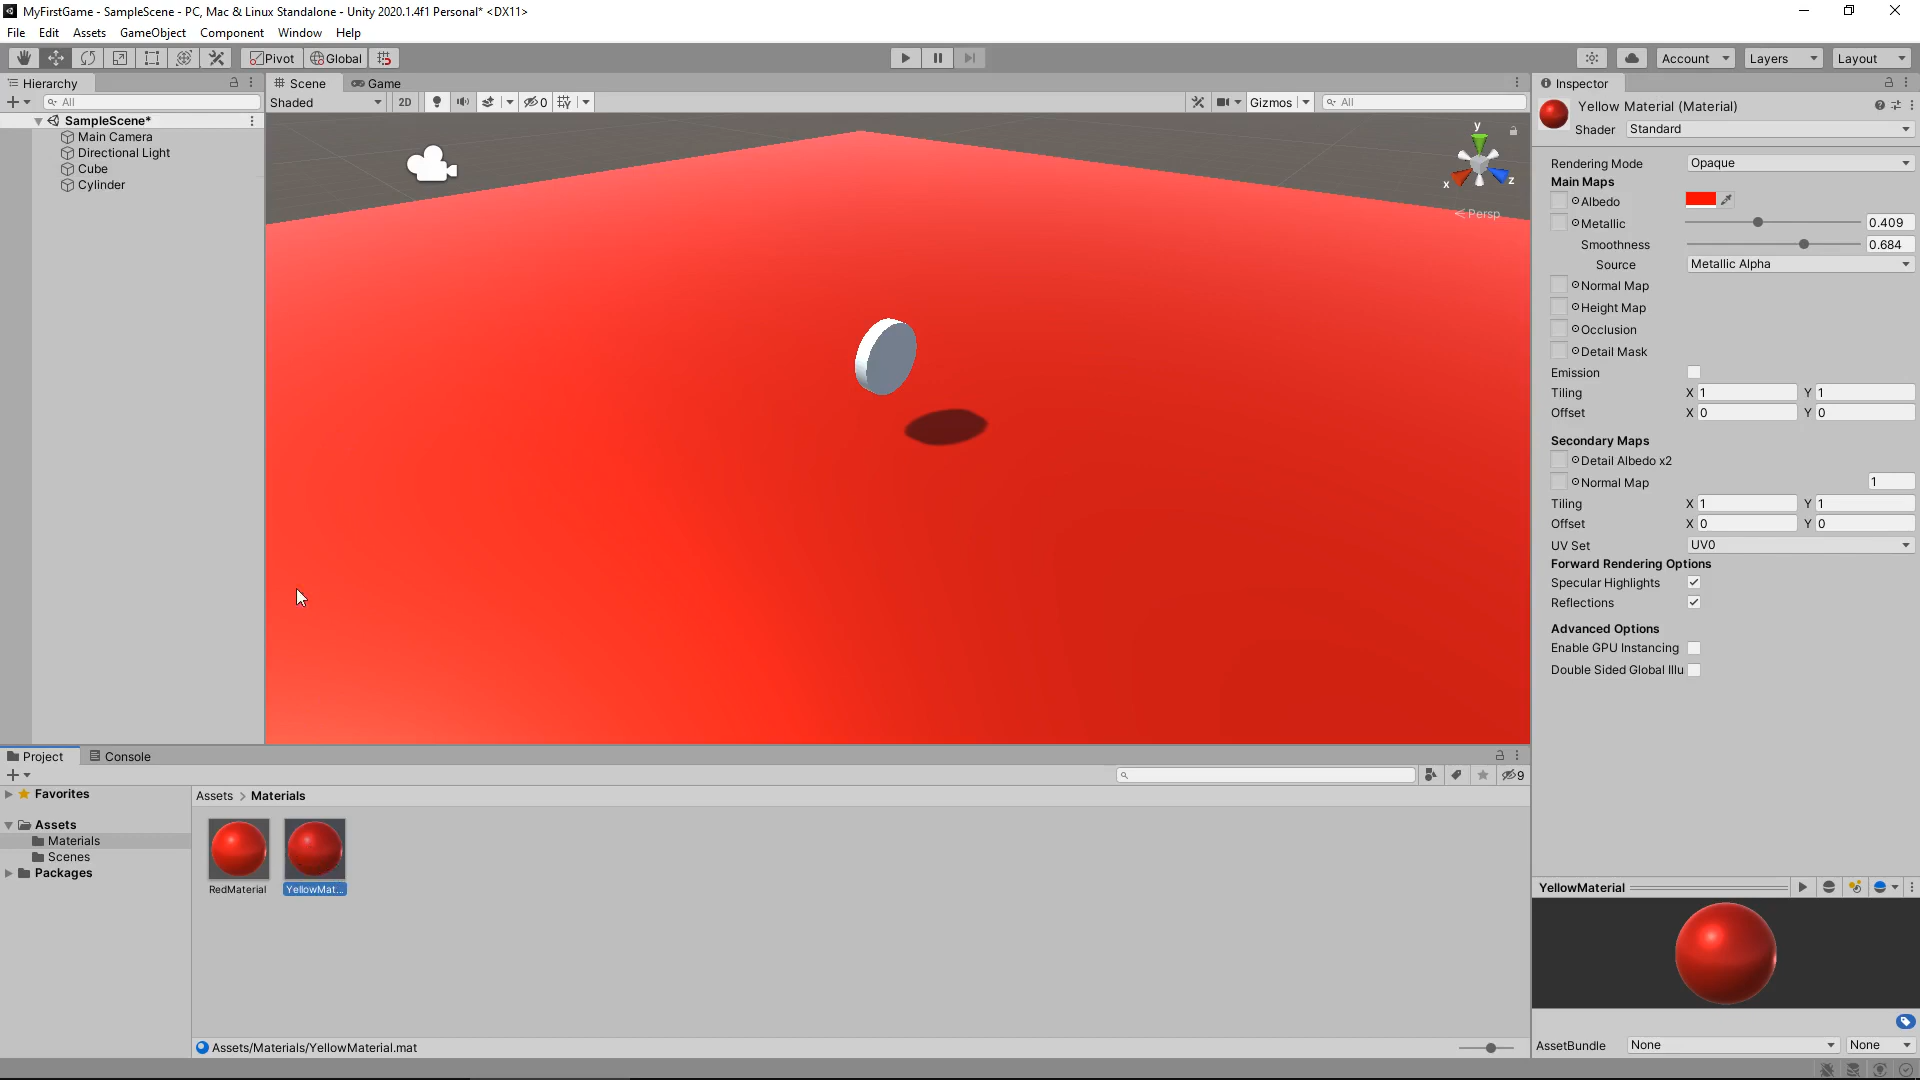 MyFirstGame - SampleScene - PC, Mac & Linux Standalone - Unity 2020.1.4f1 Personal* <DX11>
File Edit Assets GameObject Component Window Help
Pivot Global Account Layers Layout
Hierarchy
All
SampleScene*
Main Camera
Directional Light
Cube
Cylinder
Scene Game
Shaded 2D 0 Gizmos All
y
x z
Persp
Inspector
Yellow Material (Material)
Shader Standard
Rendering Mode Opaque
Main Maps
Albedo
Metallic 0.409
Smoothness 0.684
Source Metallic Alpha
Normal Map
Height Map
Occlusion
Detail Mask
Emission
Tiling X 1 Y 1
Offset X 0 Y 0
Secondary Maps
Detail Albedo x2
Normal Map 1
Tiling X 1 Y 1
Offset X 0 Y 0
UV Set UV0
Forward Rendering Options
Specular Highlights
Reflections
Advanced Options
Enable GPU Instancing
Double Sided Global Illu
Project Console
9
Favorites
Assets
Materials
Scenes
Packages
Assets > Materials
RedMaterial YellowMat...
Assets/Materials/YellowMaterial.mat
YellowMaterial
AssetBundle None None